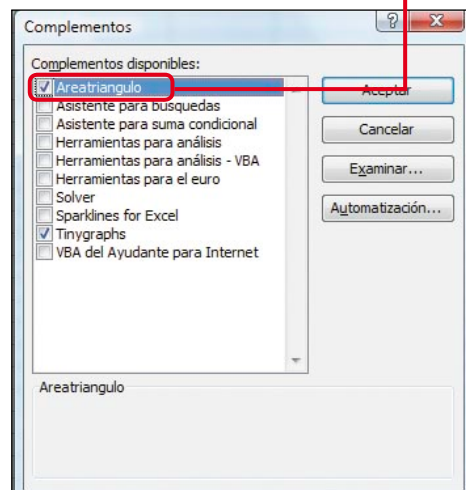 Complementos
Complementos disponibles:
Areatriangulo
Asistente para búsquedas
Asistente para suma condicional
Herramientas para análisis
Herramientas para análisis - VBA
Herramientas para el euro
Solver
Sparklines for Excel
Tinygraphs
VBA del Ayudante para Internet
Aceptar
Cancelar
Examinar...
Automatización...
Areatriangulo